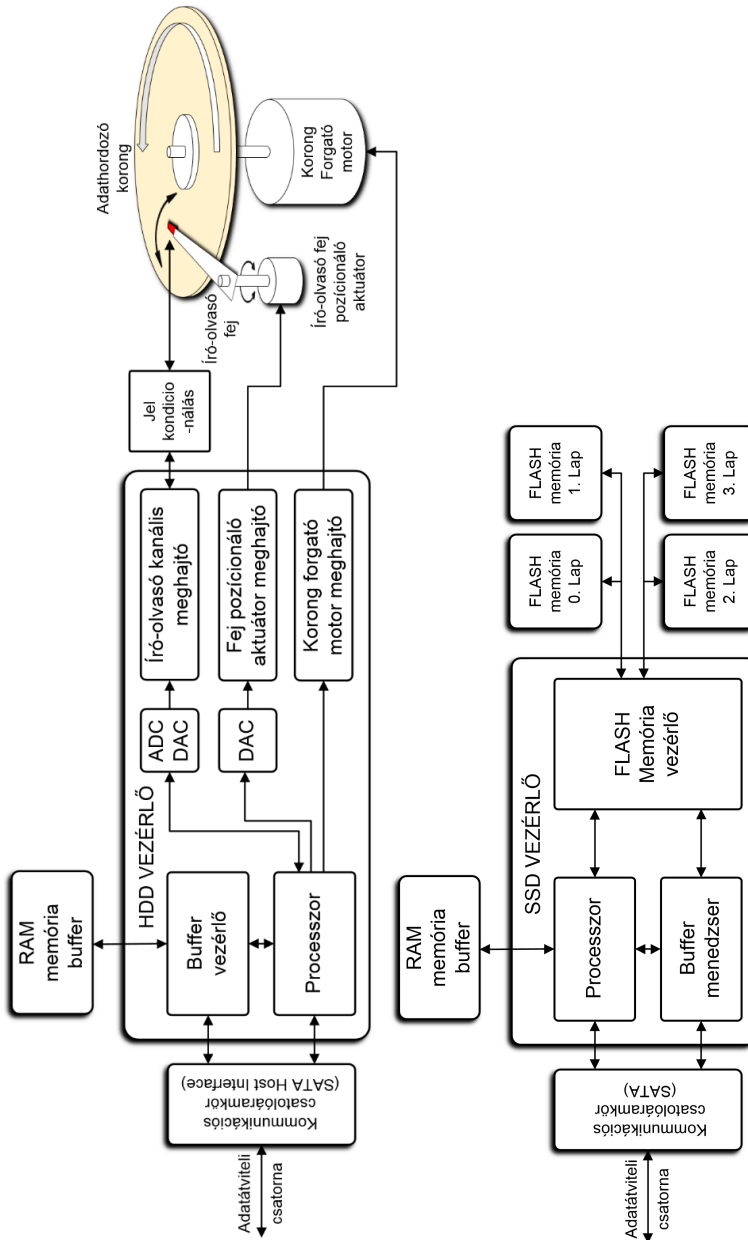 RAM
memória
buffer
HDD VEZÉRLŐ
Buffer
vezérlő
Processzor
ADC
DAC
DAC
Író-olvasó kanális
meghajtó
Fej pozícionáló
aktuátor meghajtó
Korong forgató
motor meghajtó
Jel
kondicio
-nálás
Adathordozó
korong
Író-olvasó
fej
Író-olvasó fej
pozícionáló
aktuátor
Korong
Forgató
motor
Kommunikációs
csatolóáramkör
(SATA Host Interface)
Adatátviteli
csatorna
RAM
memória
buffer
SSD VEZÉRLŐ
Processzor
Buffer
menedzser
FLASH
Memória
vezérlő
FLASH
memória
0. Lap
FLASH
memória
1. Lap
FLASH
memória
2. Lap
FLASH
memória
3. Lap
Kommunikációs
csatolóáramkör
(SATA)
Adatátviteli
csatorna